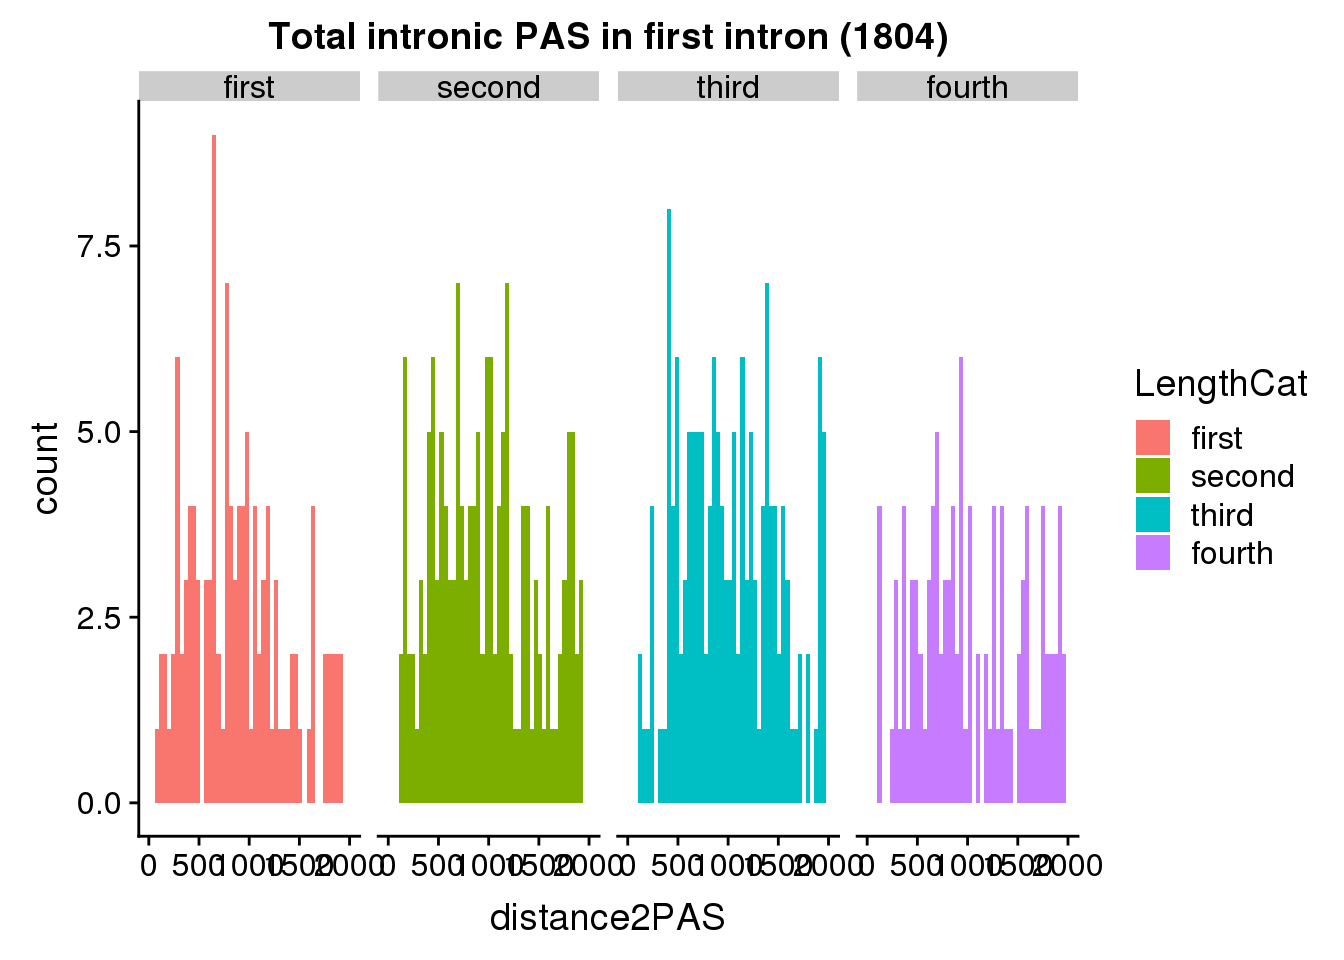 Total intronic PAS in first intron (1804)
first second third fourth
7.5
5.0
2.5
0.0
count
0 500 1000 1500 2000 0 500 1000 1500 2000 0 500 1000 1500 2000 0 500 1000 1500 2000
distance2PAS
LengthCat
first
second
third
fourth